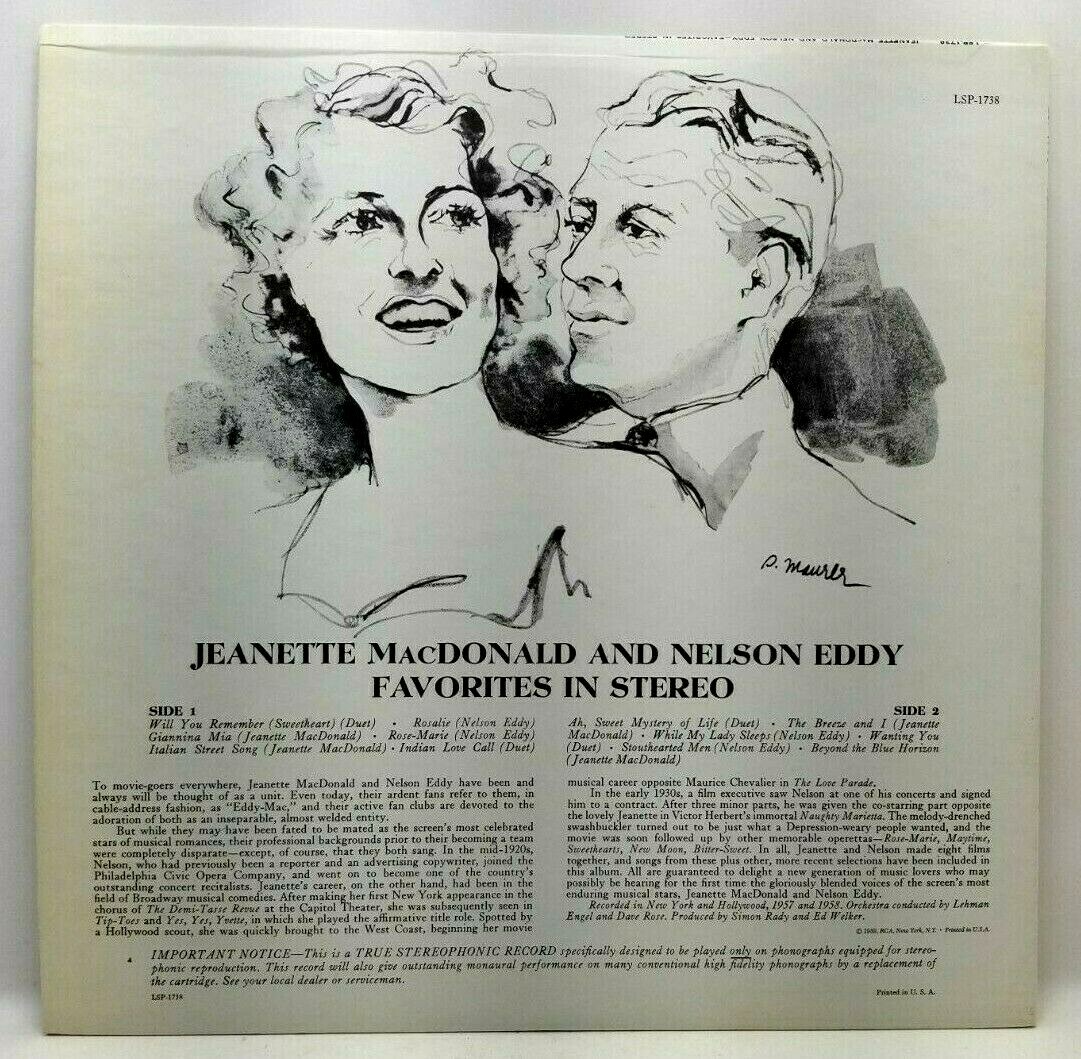 LSP-1738
D. Maurer
JEANETTE MacDONALD AND NELSON EDDY
FAVORITES IN STEREO
SIDE 1
Will You Remember (Sweetheart) (Duet) • Rosalie (Nelson Eddy)
Giannina Mia (Jeanette MacDonald) • Rose-Marie (Nelson Eddy)
Italian Street Song (Jeanette MacDonald) • Indian Love Call (Duet)
SIDE 2
Ah, Sweet Mystery of Life (Duet) • The Breeze and I (Jeanette
MacDonald) • While My Lady Sleeps (Nelson Eddy) • Wanting You
(Duet) • Stouthearted Men (Nelson Eddy) • Beyond the Blue Horizon
(Jeanette MacDonald)
To movie-goers everywhere, Jeanette MacDonald and Nelson Eddy have been and
always will be thought of as a unit. Even today, their ardent fans refer to them, in
cable-address fashion, as "Eddy-Mac," and their active fan clubs are devoted to the
adoration of both as an inseparable, almost welded entity.
But while they may have been fated to be mated as the screen's most celebrated
stars of musical romances, their professional backgrounds prior to their becoming a team
were completely disparate—except, of course, that they both sang. In the mid-1920s,
Nelson, who had previously been a reporter and an advertising copywriter, joined the
Philadelphia Civic Opera Company, and went on to become one of the country's
outstanding concert recitalists. Jeanette's career, on the other hand, had been in the
field of Broadway musical comedies. After making her first New York appearance in the
chorus of The Demi-Tasse Revue at the Capitol Theater, she was subsequently seen in
Tip-Toes and Yes, Yes, Yvette, in which she played the affirmative title role. Spotted by
a Hollywood scout, she was quickly brought to the West Coast, beginning her movie
musical career opposite Maurice Chevalier in The Love Parade.
In the early 1930s, a film executive saw Nelson at one of his concerts and signed
him to a contract. After three minor parts, he was given the co-starring part opposite
the lovely Jeanette in Victor Herbert's immortal Naughty Marietta. The melody-drenched
swashbuckler turned out to be just what a Depression-weary people wanted, and the
movie was soon followed up by other memorable operettas—Rose-Marie, Maytime,
Sweethearts, New Moon, Bitter-Sweet. In all, Jeanette and Nelson made eight films
together, and songs from these plus other, more recent selections have been included in
this album. All are guaranteed to delight a new generation of music lovers who may
possibly be hearing for the first time the gloriously blended voices of the screen's most
enduring musical stars, Jeanette MacDonald and Nelson Eddy.
Recorded in New York and Hollywood, 1957 and 1958. Orchestra conducted by Lehman
Engel and Dave Rose. Produced by Simon Rady and Ed Welker.
© 1959, RCA, New York, N.Y. • Printed in U.S.A.
IMPORTANT NOTICE—This is a TRUE STEREOPHONIC RECORD specifically designed to be played only on phonographs equipped for stereo-
phonic reproduction. This record will also give outstanding monaural performance on many conventional high fidelity phonographs by a replacement of
the cartridge. See your local dealer or serviceman.
LSP-1738
Printed in U. S. A.